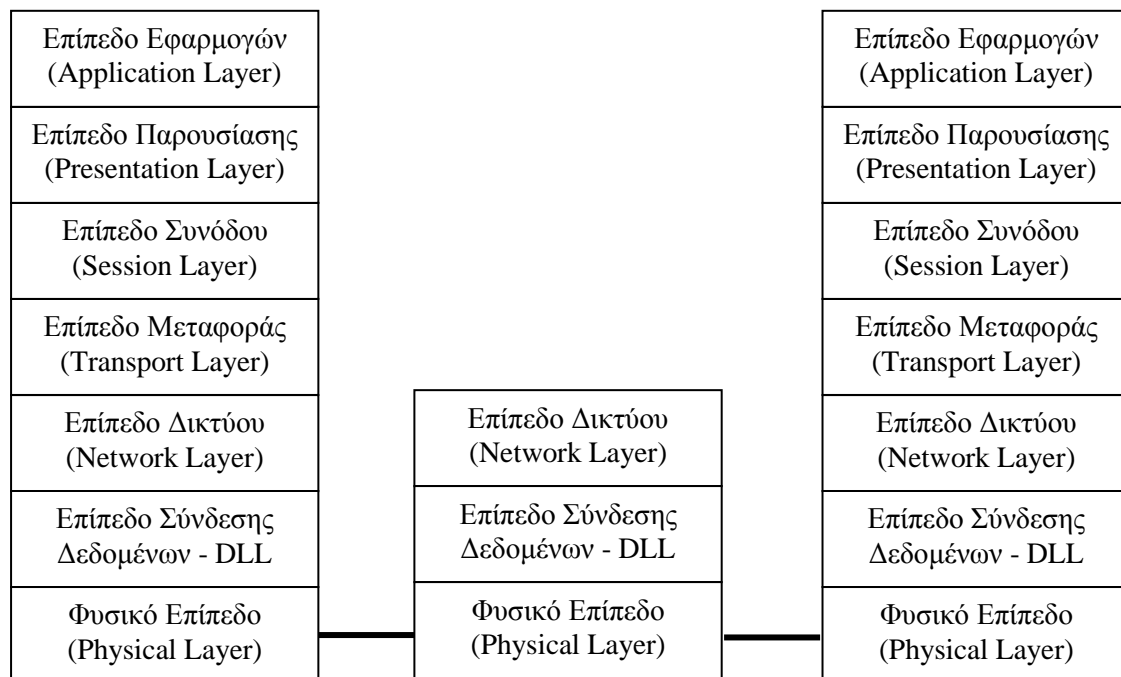 Επίπεδο Εφαρμογών
(Application Layer)
Επίπεδο Παρουσίασης
(Presentation Layer)
Επίπεδο Συνόδου
(Session Layer)
Επίπεδο Μεταφοράς
(Transport Layer)
Επίπεδο Δικτύου
(Network Layer)
Επίπεδο Σύνδεσης
Δεδομένων - DLL
Φυσικό Επίπεδο
(Physical Layer)
Επίπεδο Δικτύου
(Network Layer)
Επίπεδο Σύνδεσης
Δεδομένων - DLL
Φυσικό Επίπεδο
(Physical Layer)
Επίπεδο Εφαρμογών
(Application Layer)
Επίπεδο Παρουσίασης
(Presentation Layer)
Επίπεδο Συνόδου
(Session Layer)
Επίπεδο Μεταφοράς
(Transport Layer)
Επίπεδο Δικτύου
(Network Layer)
Επίπεδο Σύνδεσης
Δεδομένων - DLL
Φυσικό Επίπεδο
(Physical Layer)